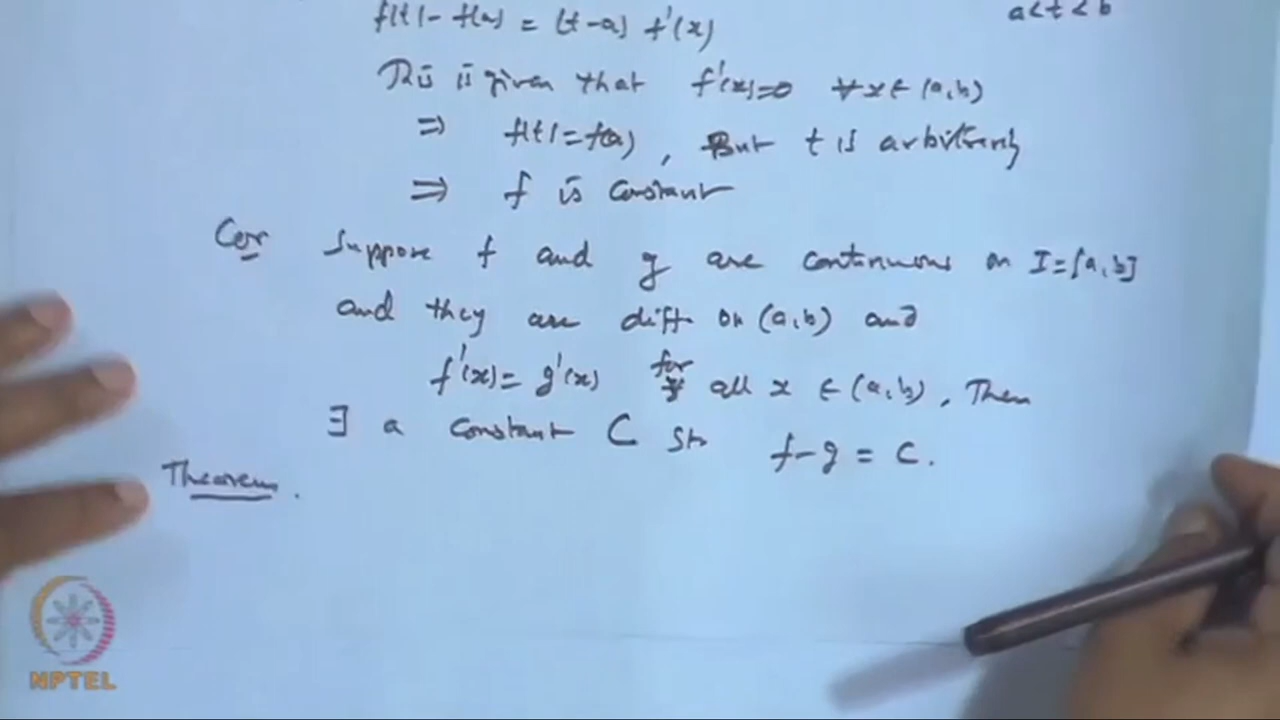 f(t) - f(a) = (t-a) f'(x) a<t<b
This is given that f'(x)=0 ∀x∈(a,b)
⇒ f(t)=f(a), But t is arbitrary
⇒ f is constant
Cor Suppose f and g are continuous on I=[a,b]
and they are diff on (a,b) and
f'(x)= g'(x) for all x ∈ (a,b), Then
∃ a constant C st f-g = C.
Theorem.
NPTEL